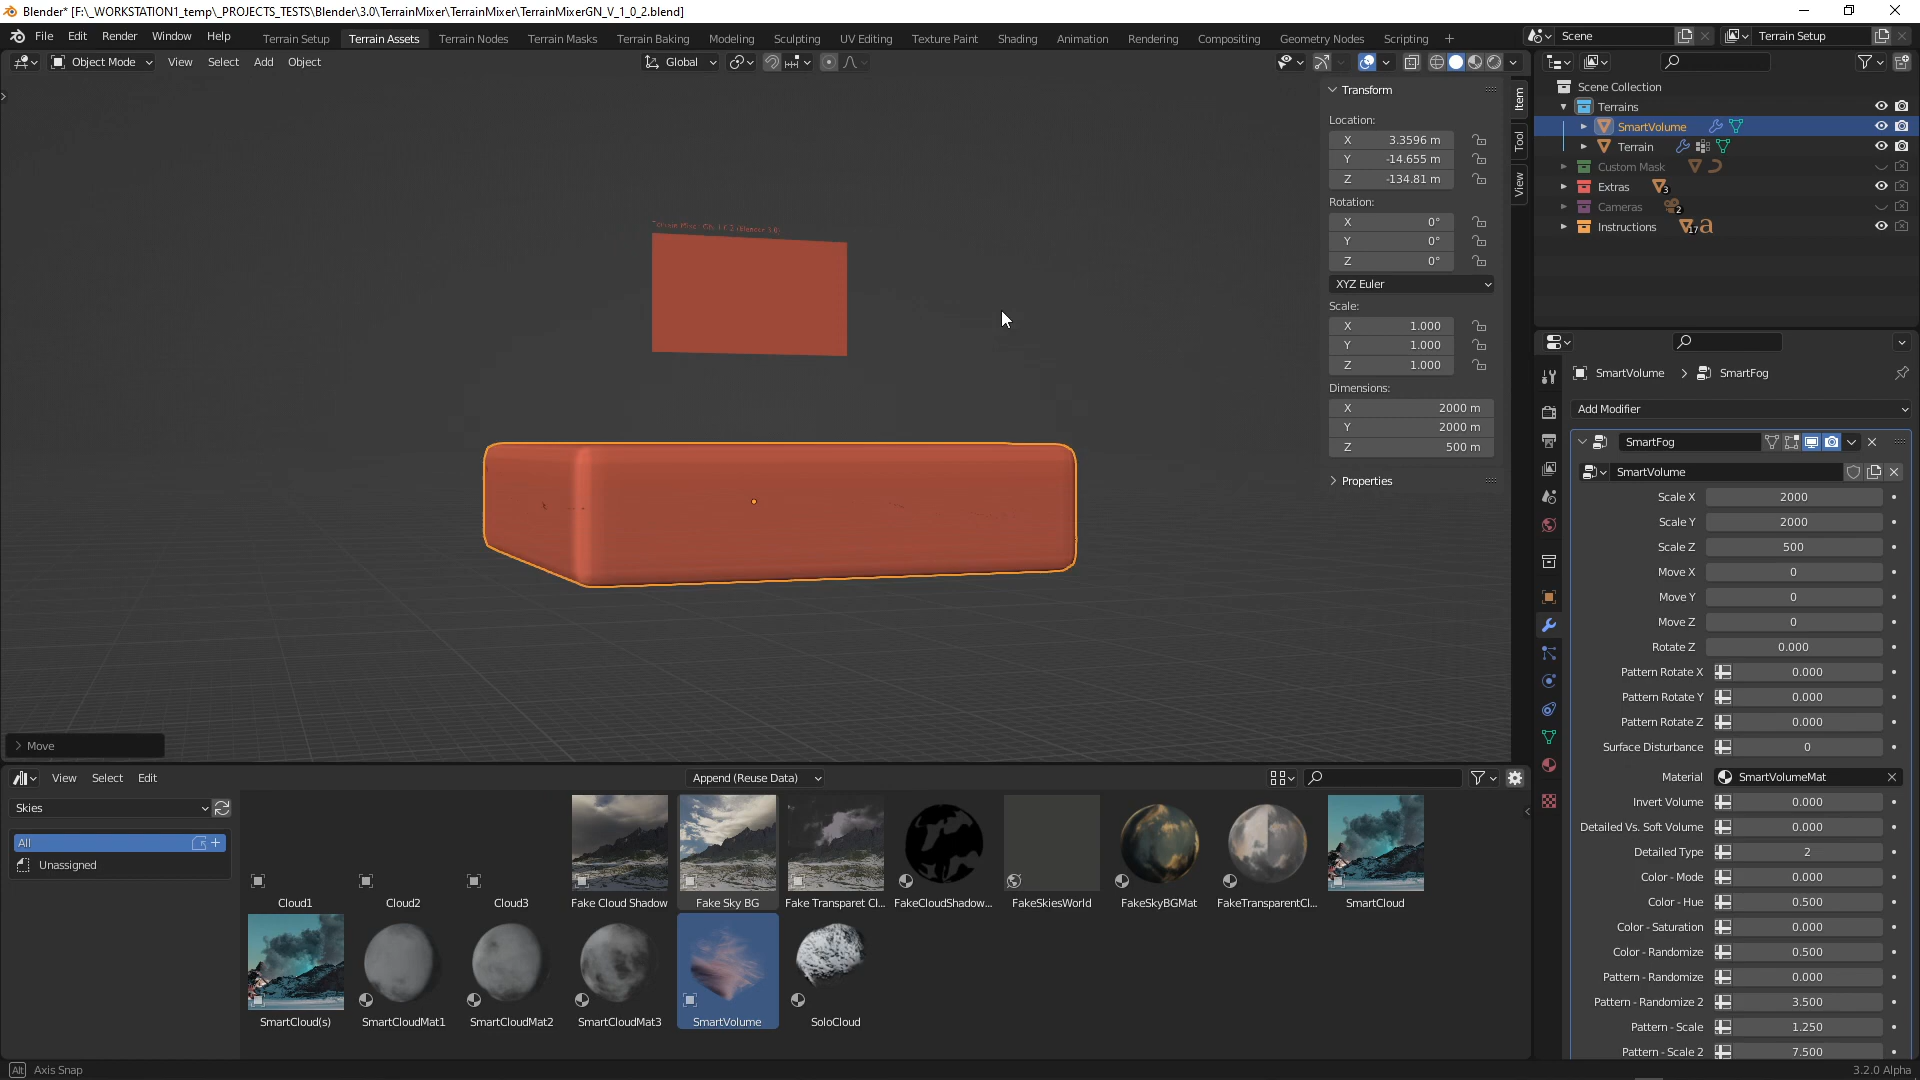 Blender* [F:\_WORKSTATION1_temp\_PROJECTS_TESTS\Blender\3.0\TerrainMixer\TerrainMixer\TerrainMixerGN_V_1_0_2.blend]
File Edit Render Window Help Terrain Setup Terrain Assets Terrain Nodes Terrain Masks Terrain Baking Modeling Sculpting UV Editing Texture Paint Shading Animation Rendering Compositing Geometry Nodes Scripting + Scene Terrain Setup
Object Mode View Select Add Object Global
Transform
Location:
X 3.3596 m
Y -14.655 m
Z -134.81 m
Rotation:
X 0°
Y 0°
Z 0°
XYZ Euler
Scale:
X 1.000
Y 1.000
Z 1.000
Dimensions:
X 2000 m
Y 2000 m
Z 500 m
Properties
Item
Tool
View
Move
Scene Collection
Terrains
SmartVolume
Terrain
Custom Mask
Extras 3
Cameras 2
Instructions 17
SmartVolume SmartFog
Add Modifier
SmartFog
SmartVolume
Scale X 2000
Scale Y 2000
Scale Z 500
Move X 0
Move Y 0
Move Z 0
Rotate Z 0.000
Pattern Rotate X 0.000
Pattern Rotate Y 0.000
Pattern Rotate Z 0.000
Surface Disturbance 0
Material SmartVolumeMat
Invert Volume 0.000
Detailed Vs. Soft Volume 0.000
Detailed Type 2
Color - Mode 0.000
Color - Hue 0.500
Color - Saturation 0.000
Color - Randomize 0.500
Pattern - Randomize 0.000
Pattern - Randomize 2 3.500
Pattern - Scale 1.250
Pattern - Scale 2 7.500
View Select Edit Append (Reuse Data)
Skies
All
Unassigned
Cloud1 Cloud2 Cloud3 Fake Cloud Shadow Fake Sky BG Fake Transparet Cl... FakeCloudShadow... FakeSkiesWorld FakeSkyBGMat FakeTransparentCl... SmartCloud
SmartCloud(s) SmartCloudMat1 SmartCloudMat2 SmartCloudMat3 SmartVolume SoloCloud
Alt Axis Snap
3.2.0 Alpha